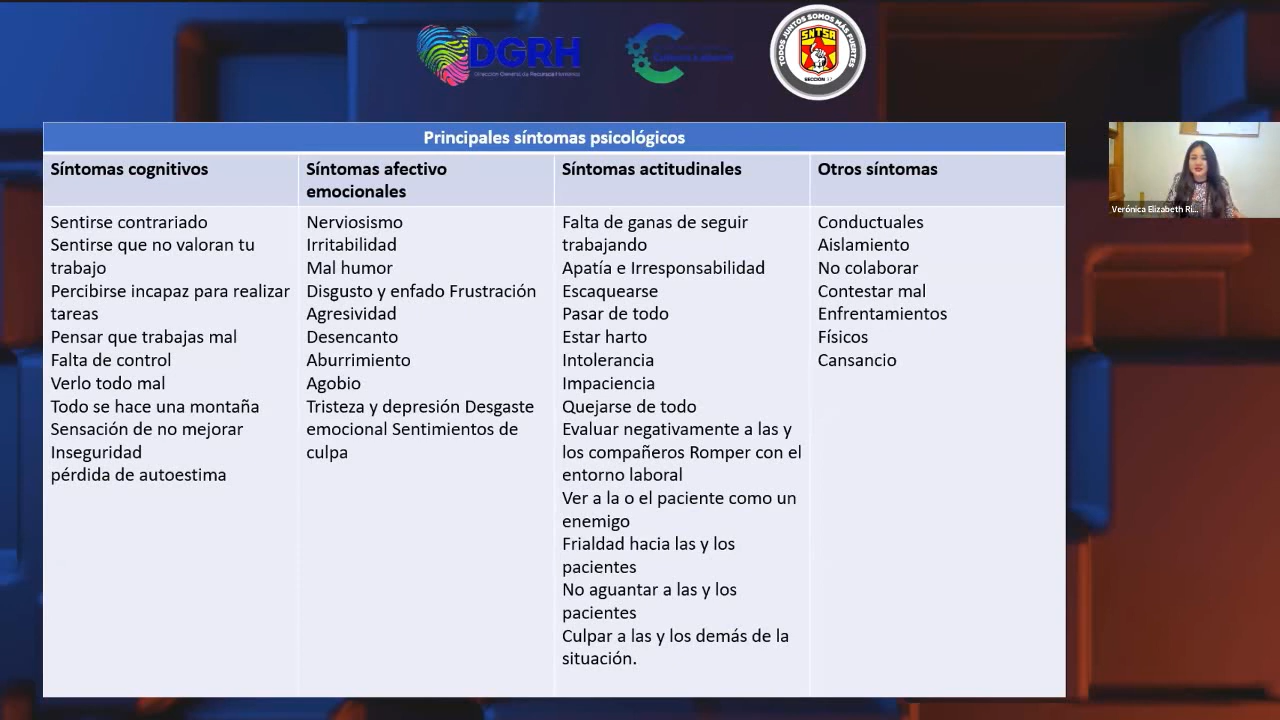 DGRH
Dirección General de Recursos Humanos
TODOS JUNTOS SOMOS MÁS FUERTES
SNTSA
SECCIÓN 37
Principales síntomas psicológicos
Síntomas cognitivos
Sentirse contrariado
Sentirse que no valoran tu
trabajo
Percibirse incapaz para realizar
tareas
Pensar que trabajas mal
Falta de control
Verlo todo mal
Todo se hace una montaña
Sensación de no mejorar
Inseguridad
pérdida de autoestima
Síntomas afectivo
emocionales
Nerviosismo
Irritabilidad
Mal humor
Disgusto y enfado Frustración
Agresividad
Desencanto
Aburrimiento
Agobio
Tristeza y depresión Desgaste
emocional Sentimientos de
culpa
Síntomas actitudinales
Falta de ganas de seguir
trabajando
Apatía e Irresponsabilidad
Escaquearse
Pasar de todo
Estar harto
Intolerancia
Impaciencia
Quejarse de todo
Evaluar negativamente a las y
los compañeros Romper con el
entorno laboral
Ver a la o el paciente como un
enemigo
Frialdad hacia las y los
pacientes
No aguantar a las y los
pacientes
Culpar a las y los demás de la
situación.
Otros síntomas
Conductuales
Aislamiento
No colaborar
Contestar mal
Enfrentamientos
Físicos
Cansancio
Verónica Elizabeth Ri...